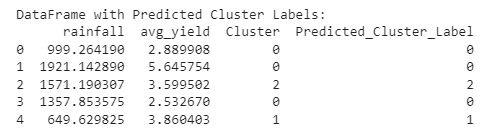 DataFrame with Predicted Cluster Labels:
rainfall avg_yield Cluster Predicted_Cluster_Label
0 999.264190 2.889908 0 0
1 1921.142890 5.645754 0 0
2 1571.190307 3.599502 2 2
3 1357.853575 2.532670 0 0
4 649.629825 3.860403 1 1